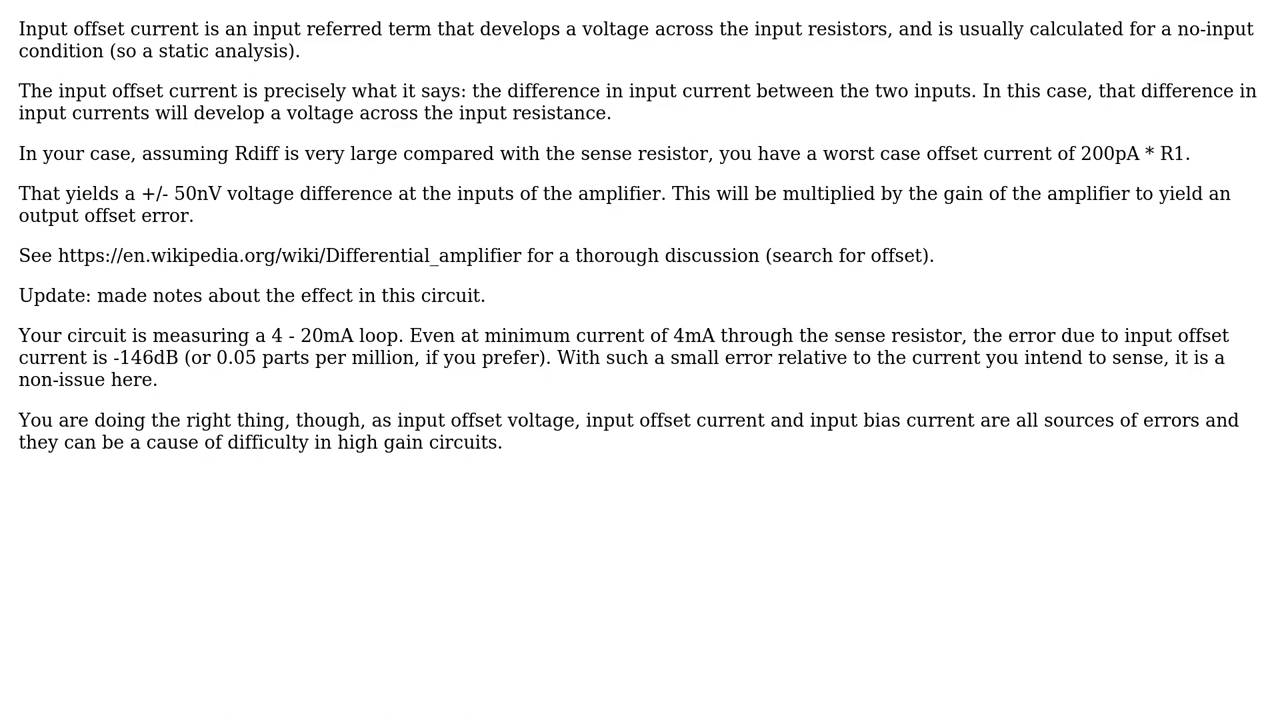 Input offset current is an input referred term that develops a voltage across the input resistors, and is usually calculated for a no-input
condition (so a static analysis).
The input offset current is precisely what it says: the difference in input current between the two inputs. In this case, that difference in
input currents will develop a voltage across the input resistance.
In your case, assuming Rdiff is very large compared with the sense resistor, you have a worst case offset current of 200pA * R1.
That yields a +/- 50nV voltage difference at the inputs of the amplifier. This will be multiplied by the gain of the amplifier to yield an
output offset error.
See https://en.wikipedia.org/wiki/Differential_amplifier for a thorough discussion (search for offset).
Update: made notes about the effect in this circuit.
Your circuit is measuring a 4 - 20mA loop. Even at minimum current of 4mA through the sense resistor, the error due to input offset
current is -146dB (or 0.05 parts per million, if you prefer). With such a small error relative to the current you intend to sense, it is a
non-issue here.
You are doing the right thing, though, as input offset voltage, input offset current and input bias current are all sources of errors and
they can be a cause of difficulty in high gain circuits.